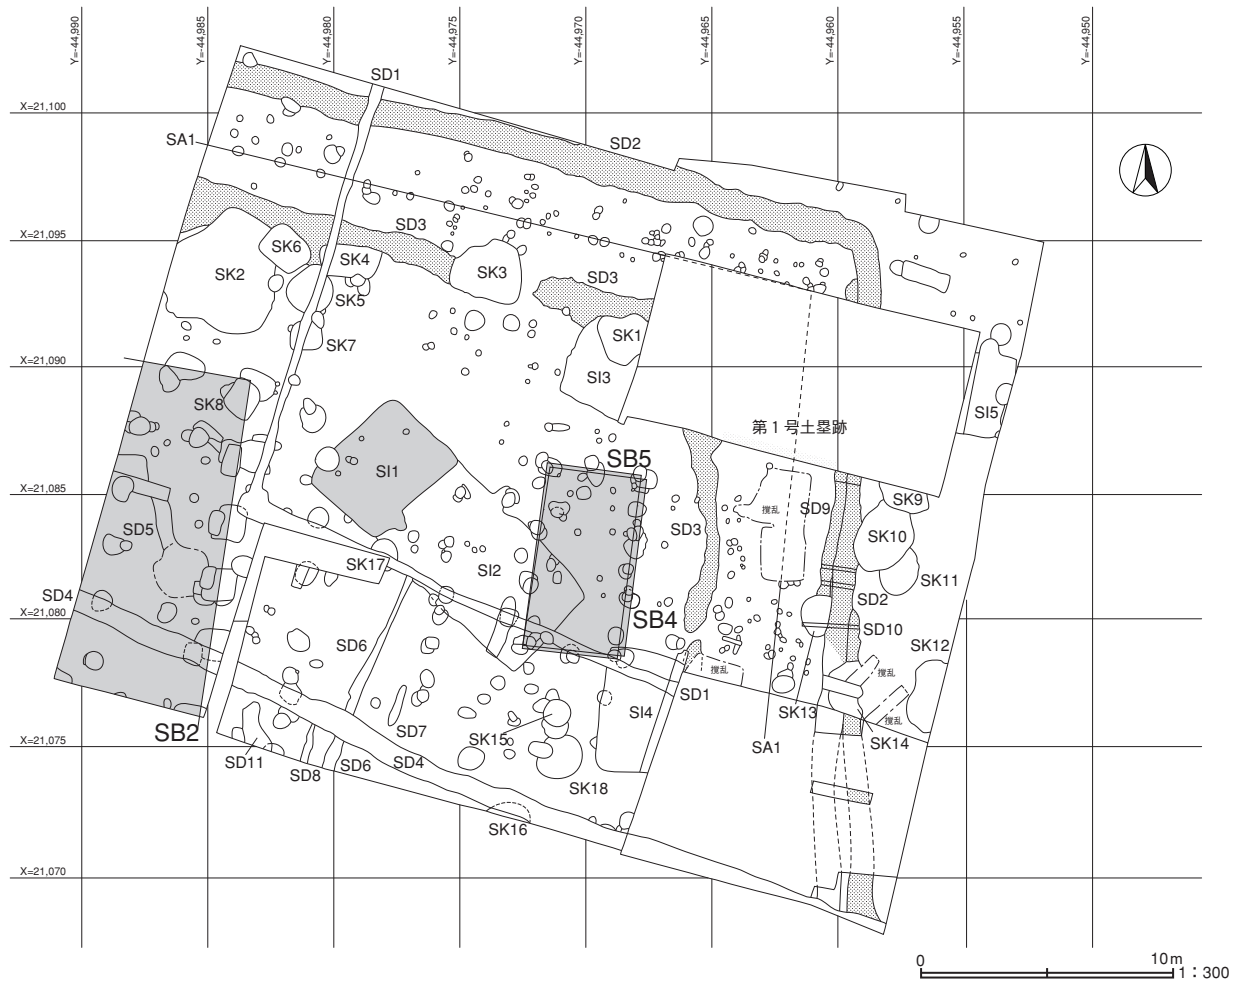 Y=-44,990
Y=-44,985
Y=-44,980
Y=-44,975
Y=-44,970
Y=-44,965
Y=-44,960
Y=-44,955
Y=-44,950
SD1
X=21,100
SA1
SD2
SD3
X=21,095
SK6
SK2
SK4
SK3
SD3
SK5
SK1
SK7
X=21,090
SI3
SK8
SI5
第1号土塁跡
SB5
SI1
X=21,085
SK9
SD5
SD3
撹乱
SD9
SK10
SK17
SI2
SK11
SD4
X=21,080
SB4
SD2
SD10
SD6
SK12
撹乱
撹乱
SD1
SI4
SK13
撹乱
SB2
SD7
SK15
SA1
SK14
X=21,075
SD11
SD8
SD6
SD4
SK18
SK16
X=21,070
0
10m
1：300